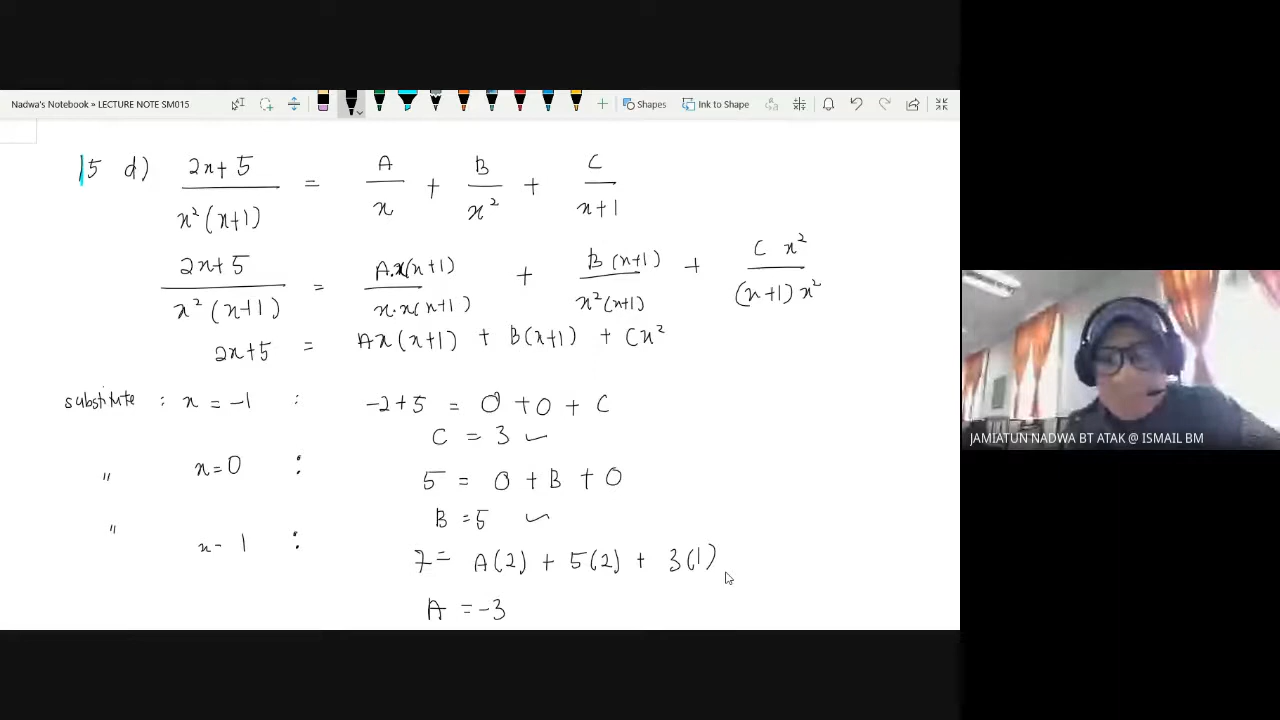 Nadwa's Notebook » LECTURE NOTE SM015 Shapes Ink to Shape
15 d) (2x+5)/(x²(x+1)) = A/x + B/x² + C/(x+1)
(2x+5)/(x²(x+1)) = (A·x(x+1))/(x·x(x+1)) + (B(x+1))/(x²(x+1)) + (C x²)/((x+1)x²)
2x+5 = Ax(x+1) + B(x+1) + Cx²
substitute : x = -1 : -2+5 = 0 + 0 + C
C = 3 ✓
" x=0 : 5 = 0 + B + 0
B = 5 ✓
" x = 1 : 7 = A(2) + 5(2) + 3(1)
A = -3
JAMIATUN NADWA BT ATAK @ ISMAIL BM